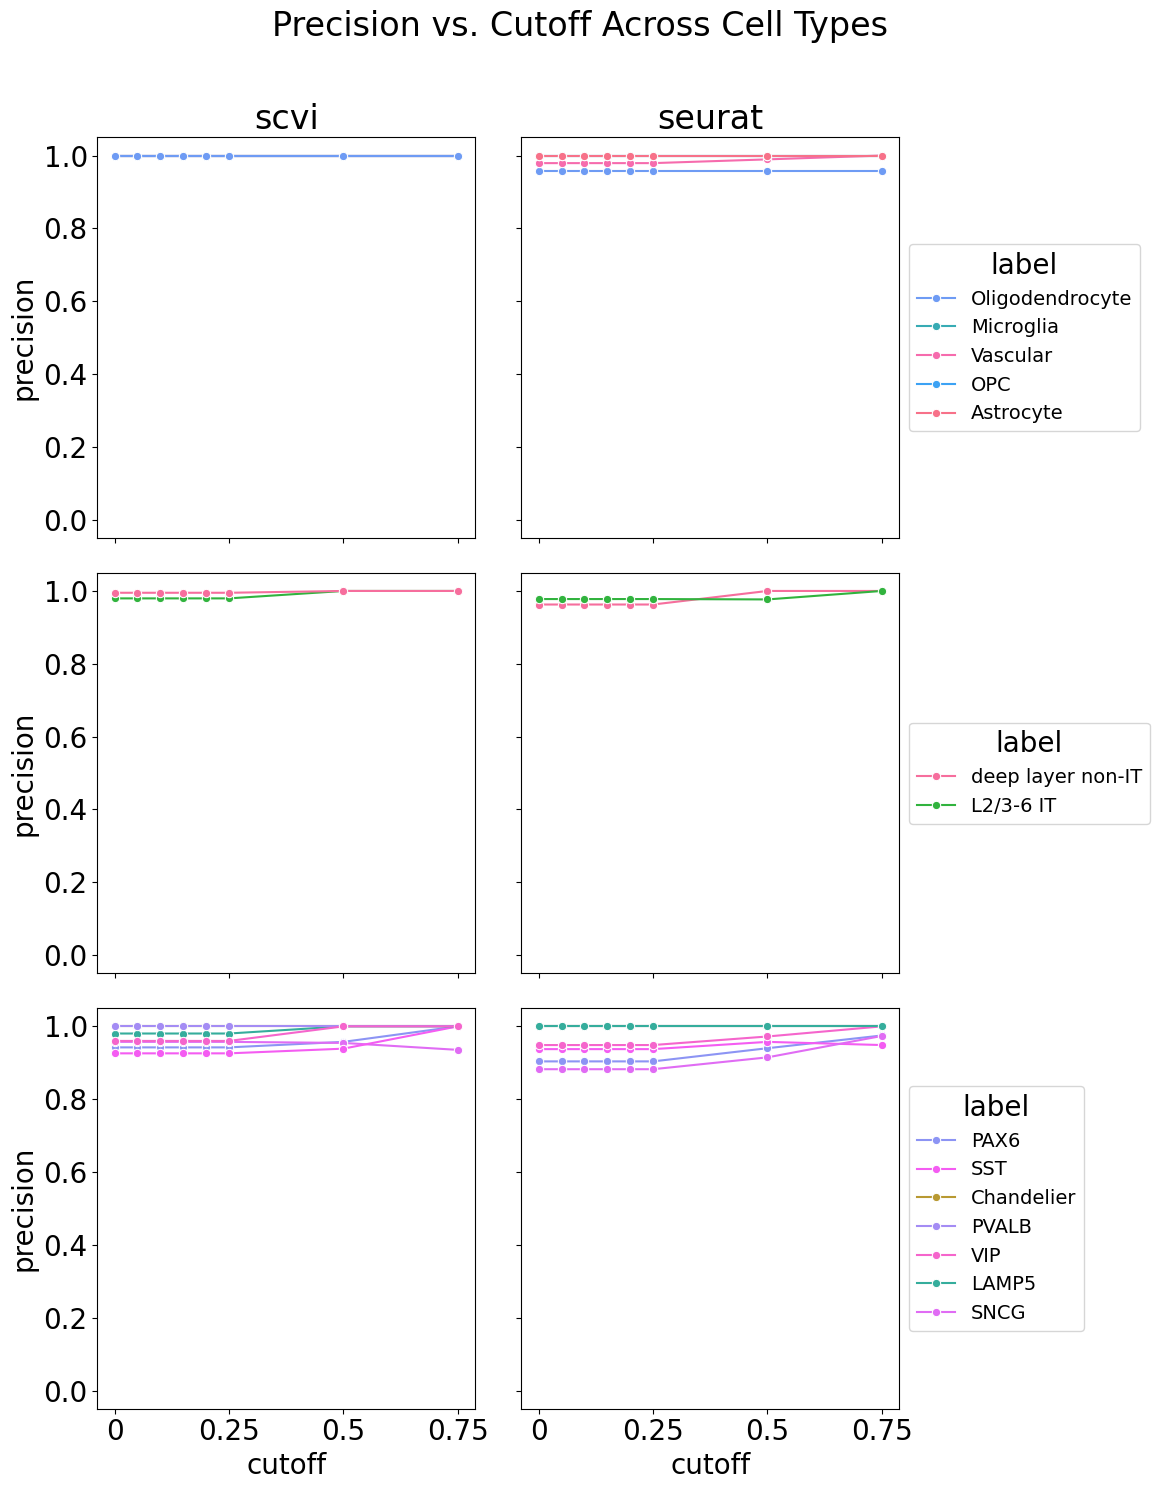 Precision vs. Cutoff Across Cell Types
scvi
seurat
precision
1.0
0.8
0.6
0.4
0.2
0.0
label
Oligodendrocyte
Microglia
Vascular
OPC
Astrocyte
precision
1.0
0.8
0.6
0.4
0.2
0.0
label
deep layer non-IT
L2/3-6 IT
precision
1.0
0.8
0.6
0.4
0.2
0.0
label
PAX6
SST
Chandelier
PVALB
VIP
LAMP5
SNCG
0 0.25 0.5 0.75
cutoff
0 0.25 0.5 0.75
cutoff